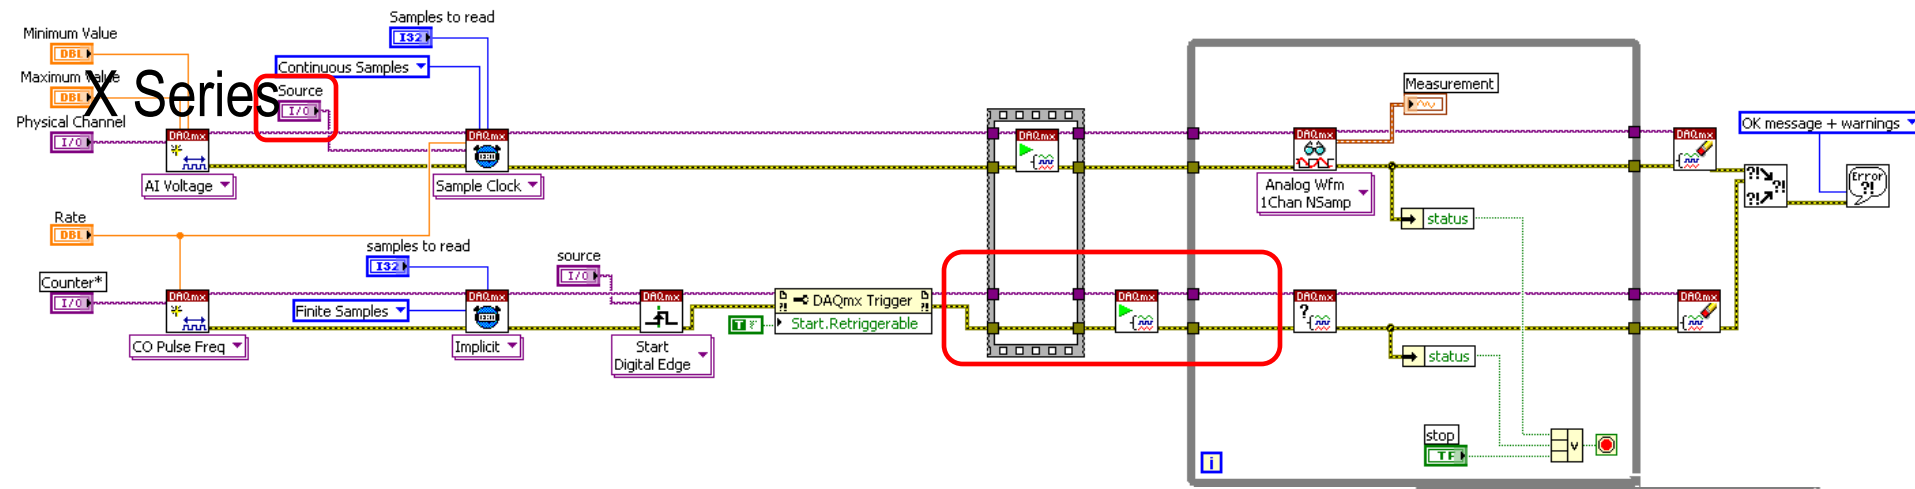 Samples to read
I32
Minimum Value
DBL
Continuous Samples
Maximum Value
DBL
X Series
Source
I/O
Physical Channel
I/O
DAQmx
AI Voltage
DAQmx
Sample Clock
DAQmx
Measurement
DAQmx
Analog Wfm
1Chan NSamp
status
DAQmx
OK message + warnings
?!
?!
?!
Error
?!
Rate
DBL
samples to read
I32
source
I/O
Counter*
I/O
DAQmx
CO Pulse Freq
Finite Samples
DAQmx
Implicit
DAQmx
Start
Digital Edge
DAQmx Trigger
?!
?!
T
Start.Retriggerable
DAQmx
DAQmx
?
status
DAQmx
stop
TF
V
i